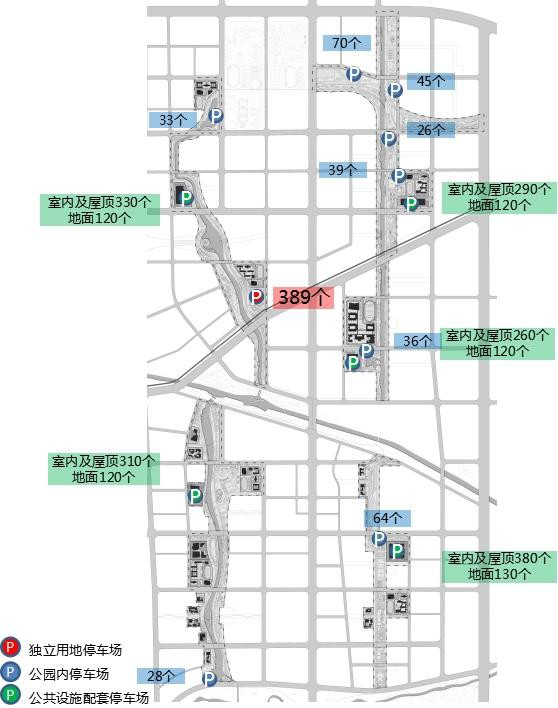 70个
45个
33个
26个
39个
室内及屋顶290个
地面120个
室内及屋顶330个
地面120个
389个
36个
室内及屋顶260个
地面120个
室内及屋顶310个
地面120个
64个
室内及屋顶380个
地面130个
P 独立用地停车场
P 公园内停车场
28个
P 公共设施配套停车场